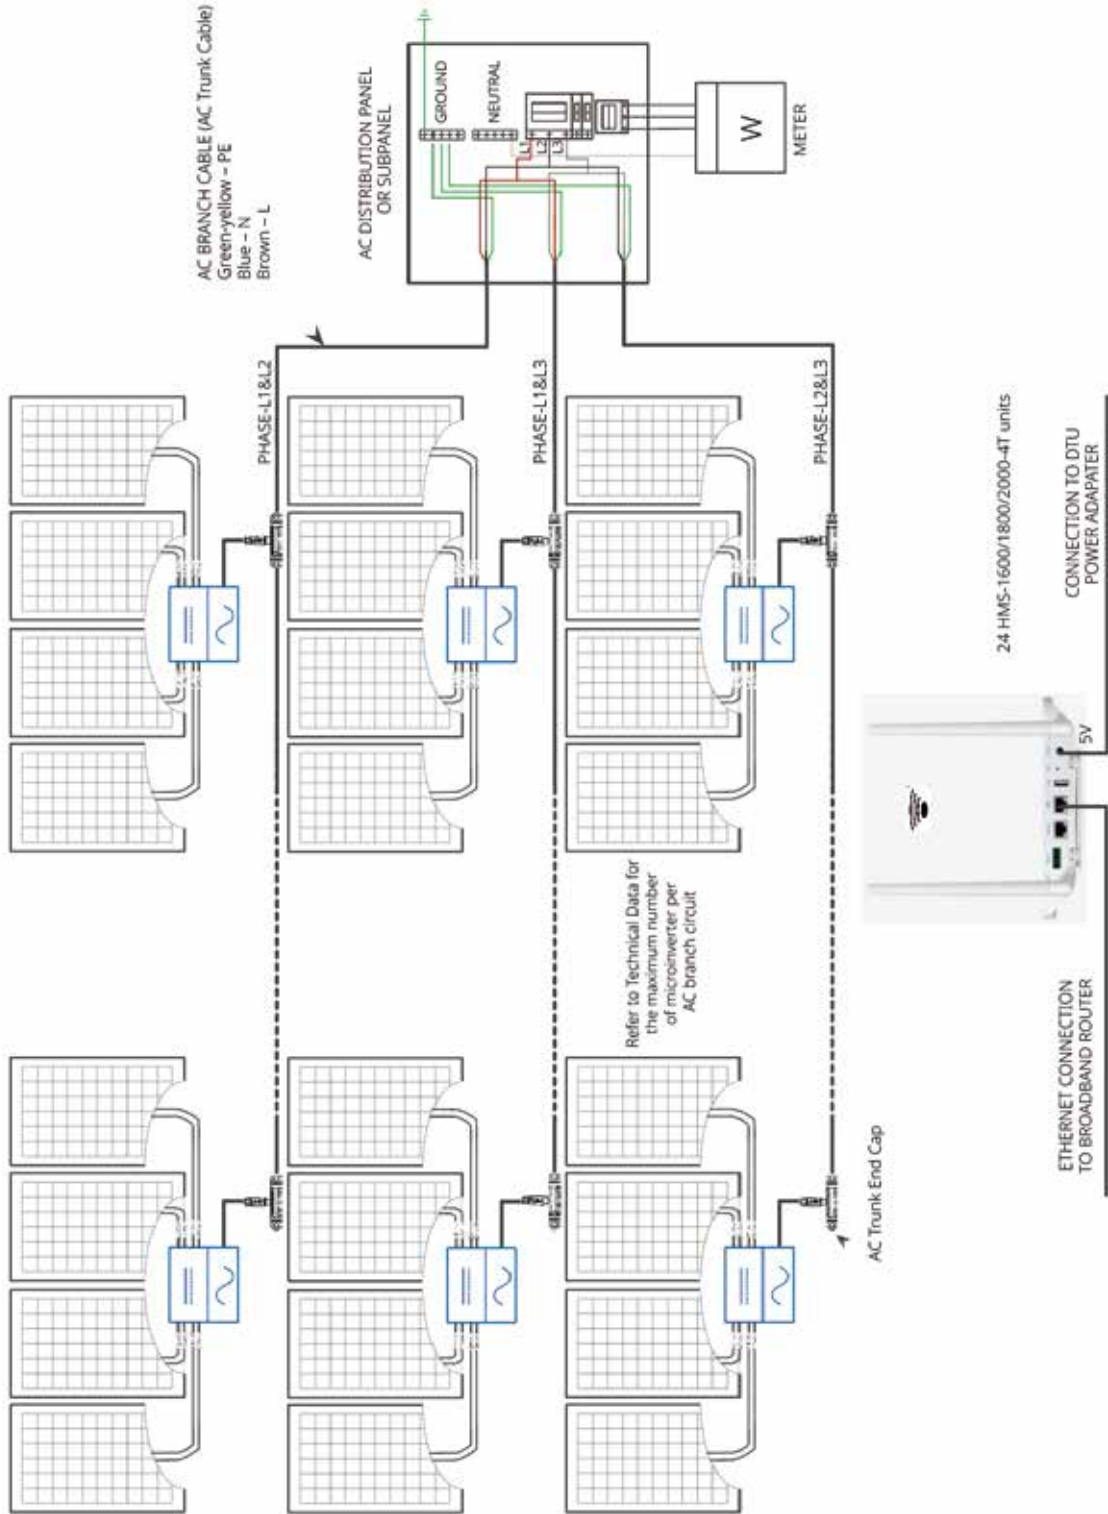 AC BRANCH CABLE (AC Trunk Cable)
Green-yellow – PE
Blue – N
Brown – L
AC DISTRIBUTION PANEL
OR SUBPANEL
GROUND
NEUTRAL
L1
L2
L3
W
METER
PHASE-L1&L2
PHASE-L1&L3
PHASE-L2&L3
Refer to Technical Data for
the maximum number
of microinverter per
AC branch circuit
AC Trunk End Cap
24 HMS-1600/1800/2000-4T units
5V
CONNECTION TO DTU
POWER ADAPATER
ETHERNET CONNECTION
TO BROADBAND ROUTER